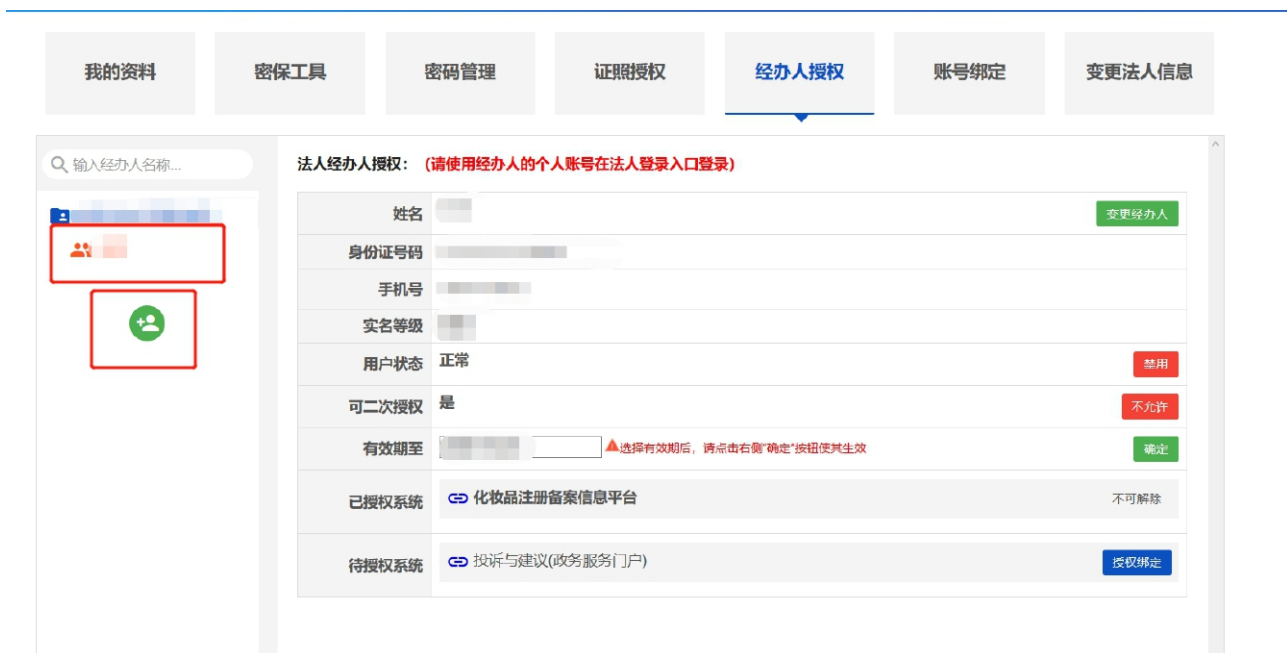 我的资料 密保工具 密码管理 证照授权 经办人授权 账号绑定 变更法人信息
输入经办人名称...
法人经办人授权：（请使用经办人的个人账号在法人登录入口登录）
姓名 变更经办人
身份证号码
手机号
实名等级
用户状态 正常 禁用
可二次授权 是 不允许
有效期至 选择有效期后，请点击右侧"确定"按钮使其生效 确定
已授权系统 化妆品注册备案信息平台 不可解除
待授权系统 投诉与建议(政务服务门户) 授权绑定